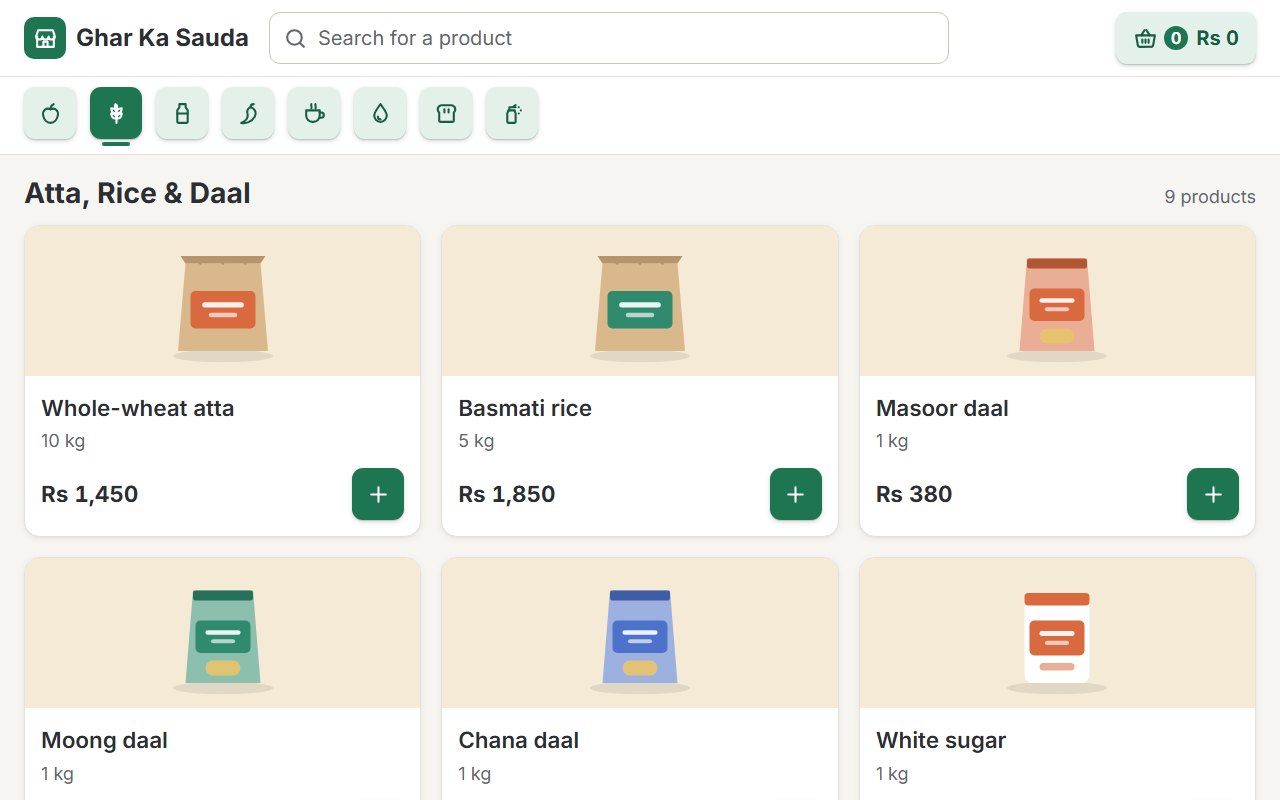 Ghar Ka Sauda
Search for a product
0 Rs 0
Atta, Rice & Daal
9 products
Whole-wheat atta
10 kg
Rs 1,450
Basmati rice
5 kg
Rs 1,850
Masoor daal
1 kg
Rs 380
Moong daal
1 kg
Chana daal
1 kg
White sugar
1 kg